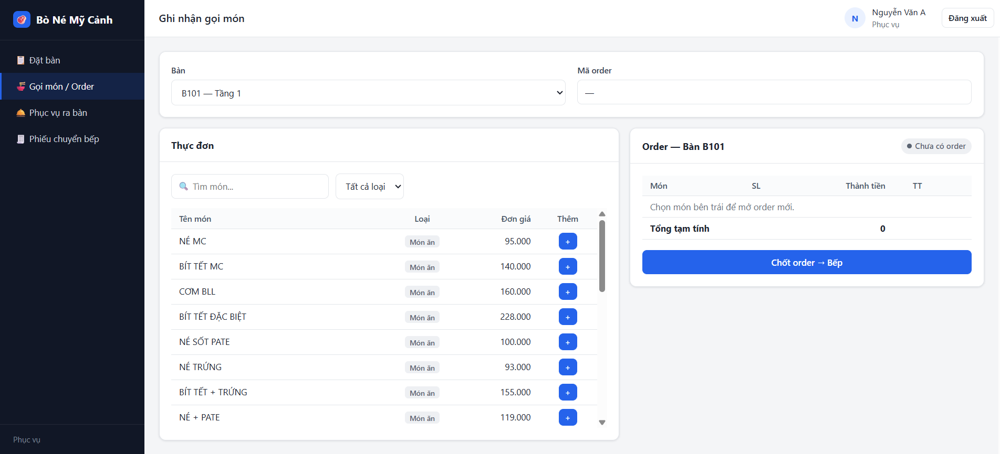 Bò Né Mỹ Cảnh
Đặt bàn
Gọi món / Order
Phục vụ ra bàn
Phiếu chuyển bếp
Phục vụ
Ghi nhận gọi món
N
Nguyễn Văn A
Phục vụ
Đăng xuất
Bàn
B101 — Tầng 1
Mã order
—
Thực đơn
Tìm món...
Tất cả loại
Tên món Loại Đơn giá Thêm
NÉ MC Món ăn 95.000 +
BÍT TẾT MC Món ăn 140.000 +
CƠM BLL Món ăn 160.000 +
BÍT TẾT ĐẶC BIỆT Món ăn 228.000 +
NÉ SỐT PATE Món ăn 100.000 +
NÉ TRỨNG Món ăn 93.000 +
BÍT TẾT + TRỨNG Món ăn 155.000 +
NÉ + PATE Món ăn 119.000 +
Order — Bàn B101
Chưa có order
Món SL Thành tiền TT
Chọn món bên trái để mở order mới.
Tổng tạm tính 0
Chốt order → Bếp